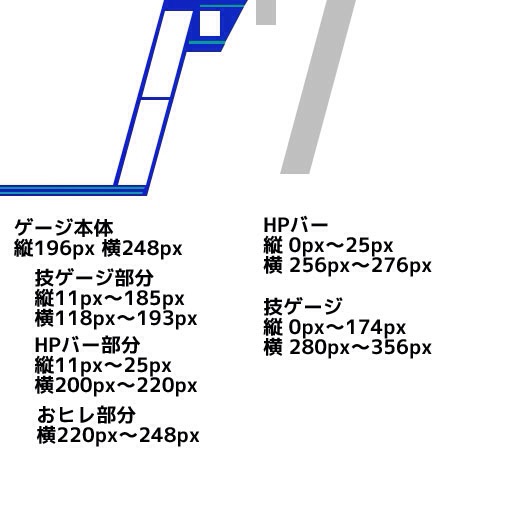 ゲージ本体
縦196px 横248px
技ゲージ部分
縦11px～185px
横118px～193px
HPバー部分
縦11px～25px
横200px～220px
おヒレ部分
横220px～248px
HPバー
縦 0px～25px
横 256px～276px
技ゲージ
縦 0px～174px
横 280px～356px